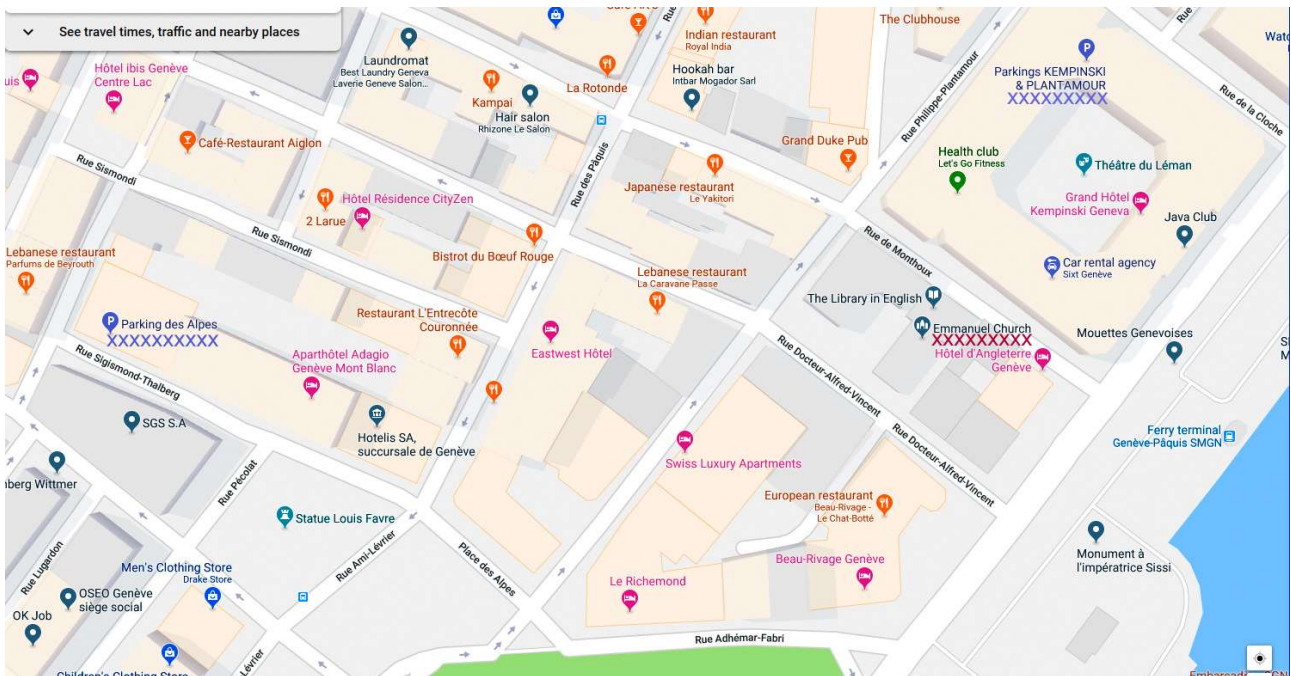 See travel times, traffic and nearby places
The Clubhouse
Indian restaurant
Royal India
Laundromat
Best Laundry Geneva
Laverie Geneve Salon...
Hôtel ibis Genève
Centre Lac
La Rotonde
Hookah bar
Intbar Mogador Sarl
Kampai
Hair salon
Rhizone Le Salon
Parkings KEMPINSKI
& PLANTAMOUR
XXXXXXXXX
Rue Philippe-Plantamour
Rue de la Cloche
Café-Restaurant Aiglon
Grand Duke Pub
Health club
Let's Go Fitness
Théâtre du Léman
Rue Sismondi
Rue des Pâquis
Japanese restaurant
Le Yakitori
Hôtel Résidence CityZen
2 Larue
Grand Hôtel
Kempinski Geneva
Java Club
Rue Sismondi
Rue de Monthoux
Lebanese restaurant
Parfums de Beyrouth
Bistrot du Bœuf Rouge
Lebanese restaurant
La Caravane Passe
Car rental agency
Sixt Genève
The Library in English
Restaurant L'Entrecôte
Couronnée
Parking des Alpes
XXXXXXXXXX
Emmanuel Church
XXXXXXXXX
Mouettes Genevoises
Aparthôtel Adagio
Genève Mont Blanc
Eastwest Hôtel
Hôtel d'Angleterre
Genève
Rue Sigismond-Thalberg
Rue Docteur-Alfred-Vincent
SGS S.A
Hotelis SA,
succursale de Genève
Rue Docteur-Alfred-Vincent
Ferry terminal
Genève-Pâquis SMGN
Swiss Luxury Apartments
Rue Pécolat
European restaurant
Beau-Rivage -
Le Chat-Botté
Statue Louis Favre
Rue Ami-Lévrier
Place des Alpes
Rue Lugardon
Monument à
l'impératrice Sissi
Men's Clothing Store
Drake Store
Beau-Rivage Genève
Le Richemond
OSEO Genève
siège social
OK Job
Rue Adhémar-Fabri
Children's Clothing Store